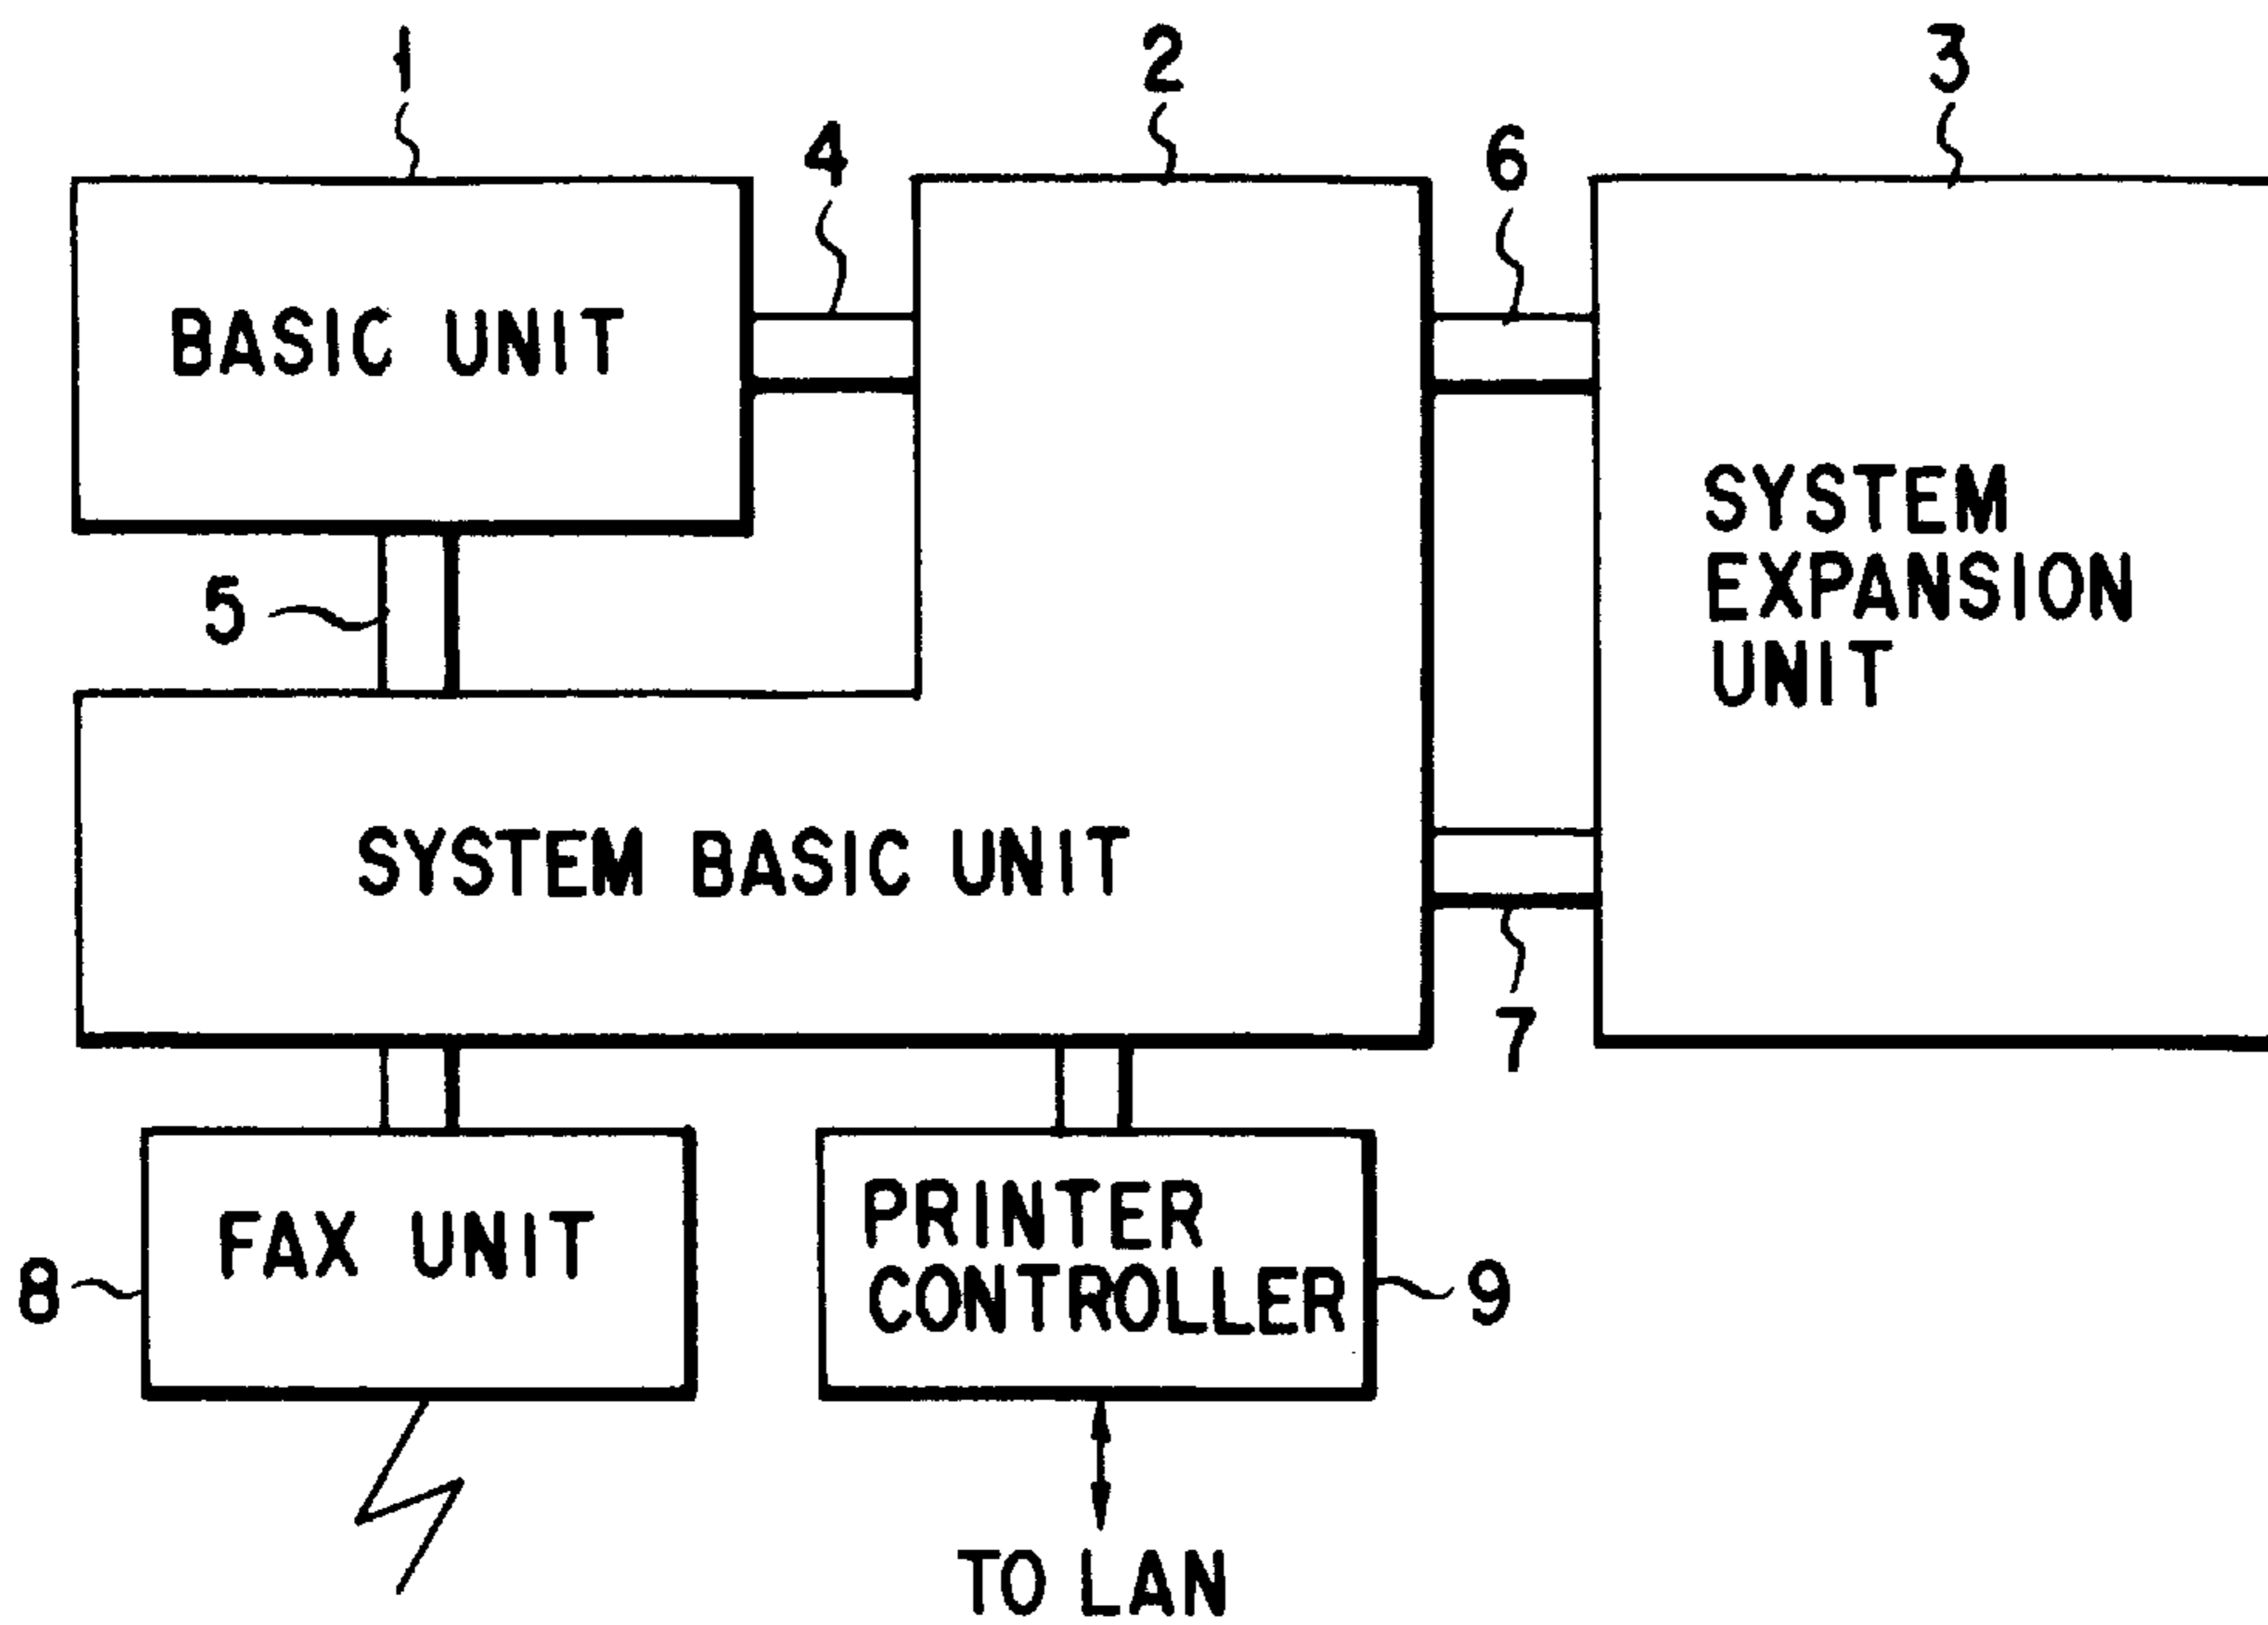 1
2
3
4
6
BASIC UNIT
SYSTEM
EXPANSION
UNIT
5
SYSTEM BASIC UNIT
7
FAX UNIT
PRINTER
CONTROLLER
8
9
TO LAN